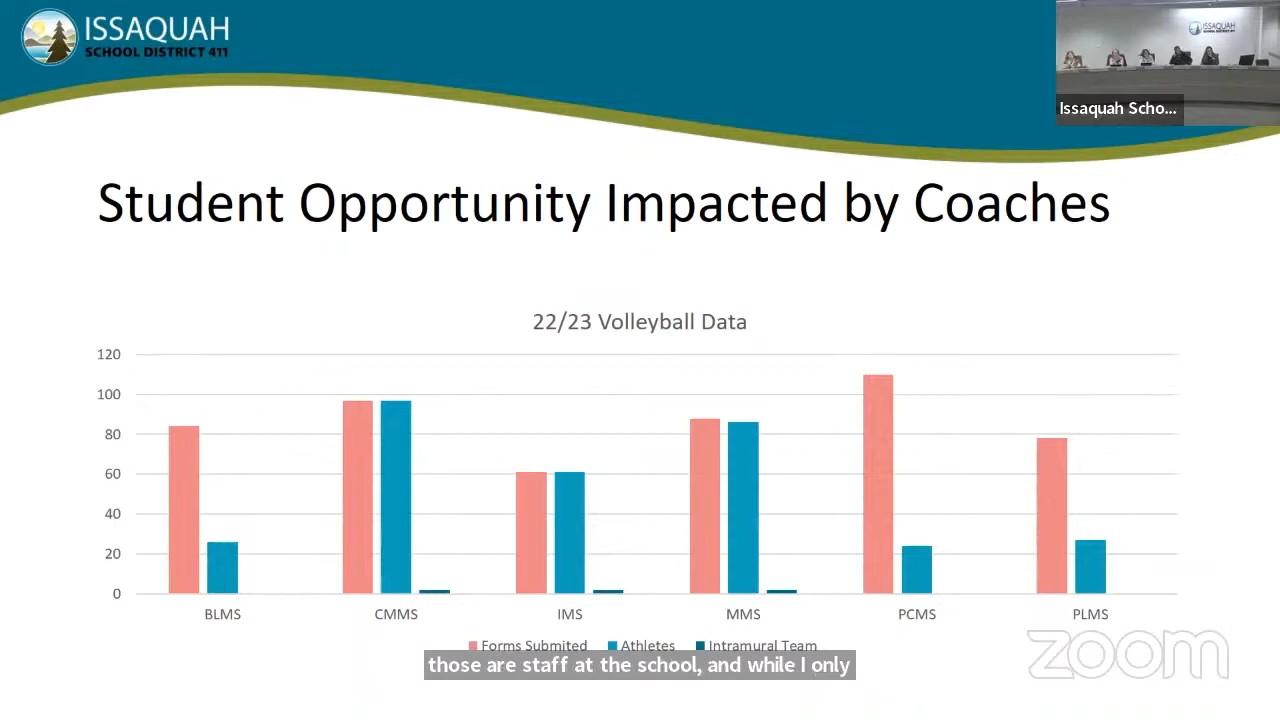 ISSAQUAH
SCHOOL DISTRICT 411
ISSAQUAH
Issaquah Scho...
Student Opportunity Impacted by Coaches
22/23 Volleyball Data
120
100
80
60
40
20
0
BLMS CMMS IMS MMS PCMS PLMS
Forms Submited Athletes Intramural Team
those are staff at the school, and while I only
zoom